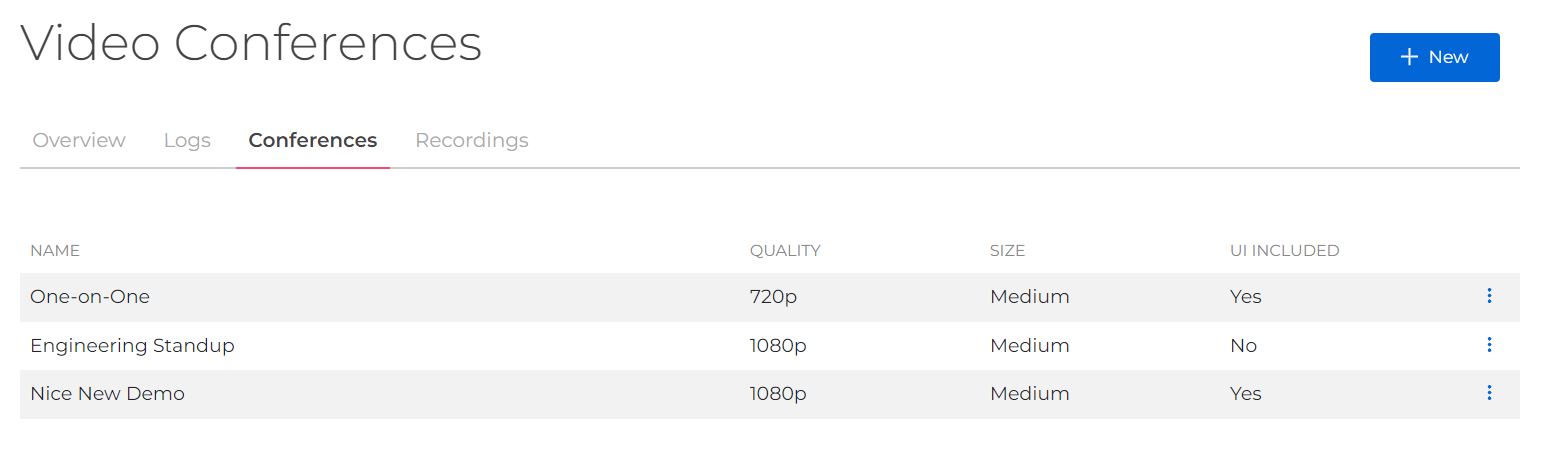 Video Conferences
New
Overview Logs Conferences Recordings
NAME QUALITY SIZE UI INCLUDED
One-on-One 720p Medium Yes
Engineering Standup 1080p Medium No
Nice New Demo 1080p Medium Yes